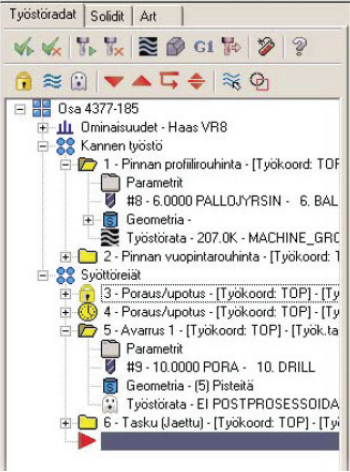 Työstöradat Solidit Art
G1
Osa 4377-185
Ominaisuudet - Haas VR8
Kannen työstö
1 - Pinnan profiilirouhinta - [Työkoord: TOP
Parametrit
#8 - 6.0000 PALLOJYRSIN - 6. BAL
Geometria -
Työstörata - 207.0K - MACHINE_GRO
2 - Pinnan vuopintarouhinta - [Työkoord: T
Syöttöreiät
3 - Poraus/upotus - [Työkoord: TOP] - [Ty
4 - Poraus/upotus - [Työkoord: TOP] - [Ty
5 - Avarrus 1 - [Työkoord: TOP] - [Työk.ta
Parametrit
#9 - 10.0000 PORA - 10. DRILL
Geometria - (5) Pisteitä
Työstörata - EI POSTPROSESSOIDA
6 - Tasku (Jaettu) - [Työkoord: TOP] - [Tyo